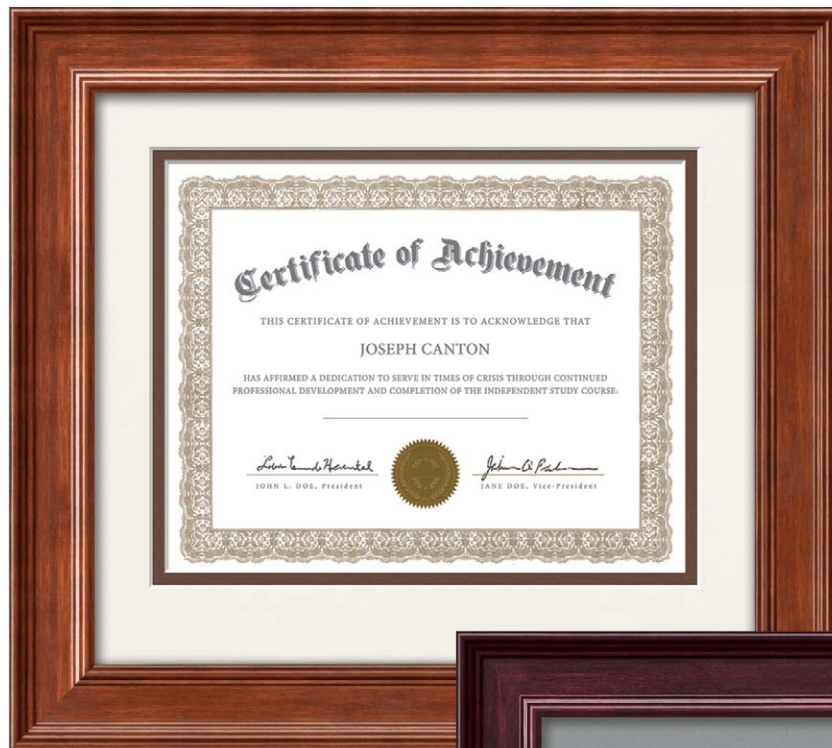 Certificate of Achievement
THIS CERTIFICATE OF ACHIEVEMENT IS TO ACKNOWLEDGE THAT
JOSEPH CANTON
HAS AFFIRMED A DEDICATION TO SERVE IN TIMES OF CRISIS THROUGH CONTINUED
PROFESSIONAL DEVELOPMENT AND COMPLETION OF THE INDEPENDENT STUDY COURSE:
JOHN L. DOE, President
JANE DOE, Vice-President